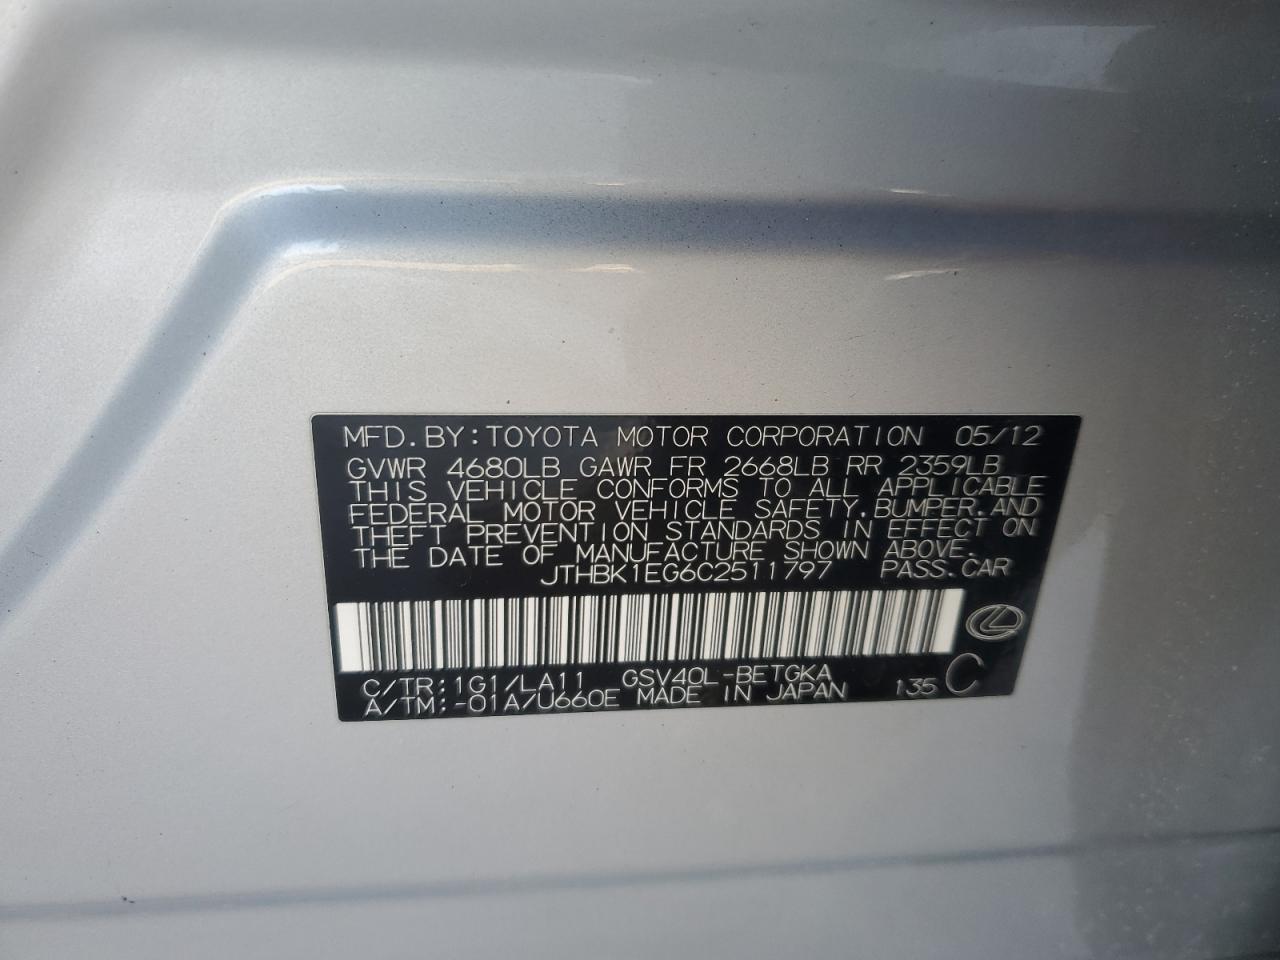 MFD.BY:TOYOTA MOTOR CORPORATION 05/12
GVWR 4680LB GAWR FR 2668LB RR 2359LB
THIS VEHICLE CONFORMS TO ALL APPLICABLE
FEDERAL MOTOR VEHICLE SAFETY,BUMPER,AND
THEFT PREVENTION STANDARDS IN EFFECT ON
THE DATE OF MANUFACTURE SHOWN ABOVE.
JTHBK1EG6C2511797 PASS.CAR
C/TR:1G1/LA11 GSV40L-BETGKA
A/TM:-01A/U660E MADE IN JAPAN 135 C